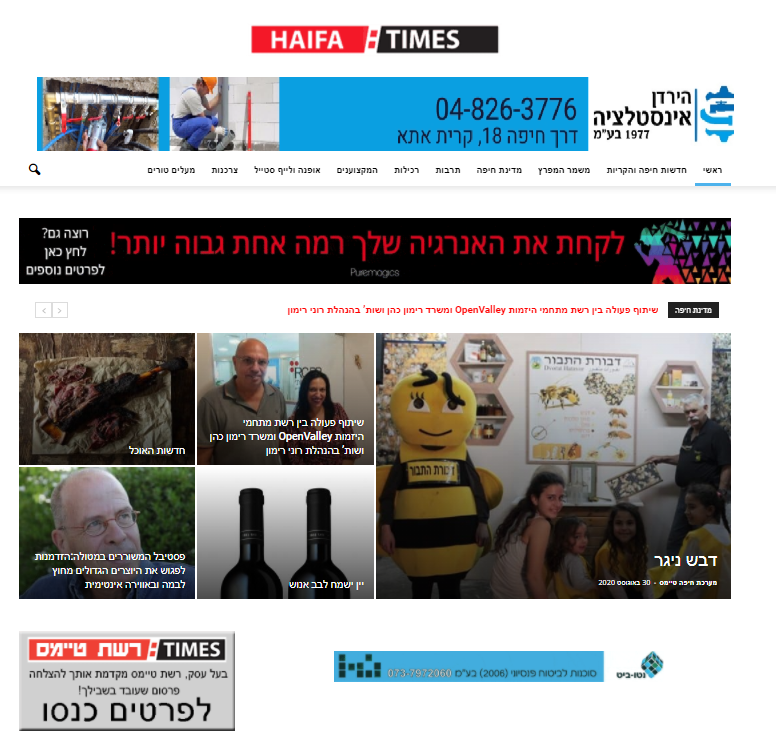 HAIFA TIMES
הירדן
אינסטלציה
1977 בע"מ
04-826-3776
דרך חיפה 18, קרית אתא
ראשי
חדשות חיפה והקריות
משמר המפרץ
מדינת חיפה
תרבות
רכילות
המקצוענים
אופנה ולייף סטייל
צרכנות
מעלים טורים
לקחת את האנרגיה שלך רמה אחת גבוה יותר!
Puremagics
רוצה גם?
לחץ כאן
לפרטים נוספים
מדינת חיפה
שיתוף פעולה בין רשת מתחמי היזמות OpenValley ומשרד רימון כהן ושות' בהנהלת רוני רימון
דבורת התבור
דבורת התבור
דבש ניגר
מערכת חיפה טיימס - 30 באוגוסט 2020
שיתוף פעולה בין רשת מתחמי
היזמות OpenValley ומשרד רימון כהן
ושות' בהנהלת רוני רימון
חדשות האוכל
יין ישמח לבב אנוש
פסטיבל המשוררים במטולה:הזדמנות
לפגוש את היוצרים הגדולים מחוץ
לבמה ובאווירה אינטימית
נטו-ביט
סוכנות לביטוח פנסיוני (2006) בע"מ 073-7932060
רשת טיימס TIMES
בעל עסק, רשת טיימס מקדמת אותך להצלחה
פרסום שעובד בשבילך!
לפרטים כנסו